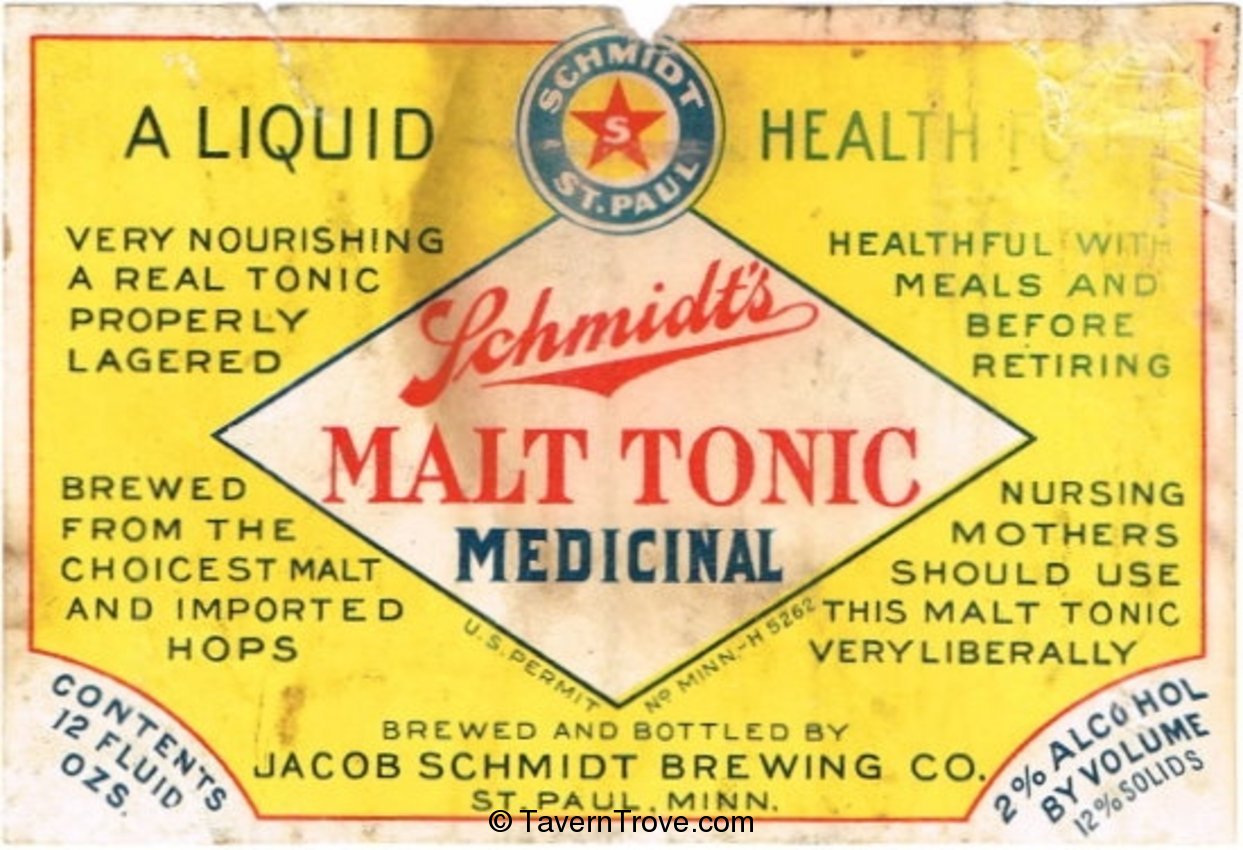 SCHMIDT
S
ST. PAUL
A LIQUID HEALTH
VERY NOURISHING
A REAL TONIC
PROPERLY
LAGERED
HEALTHFUL WITH
MEALS AND
BEFORE
RETIRING
Schmidt's
MALT TONIC
MEDICINAL
BREWED
FROM THE
CHOICEST MALT
AND IMPORTED
HOPS
NURSING
MOTHERS
SHOULD USE
THIS MALT TONIC
VERY LIBERALLY
U.S. PERMIT Nº MINN-H 5262
CONTENTS
12 FLUID
OZS.
BREWED AND BOTTLED BY
JACOB SCHMIDT BREWING CO.
ST. PAUL, MINN.
2% ALCOHOL
BY VOLUME
12% SOLIDS
© TavernTrove.com